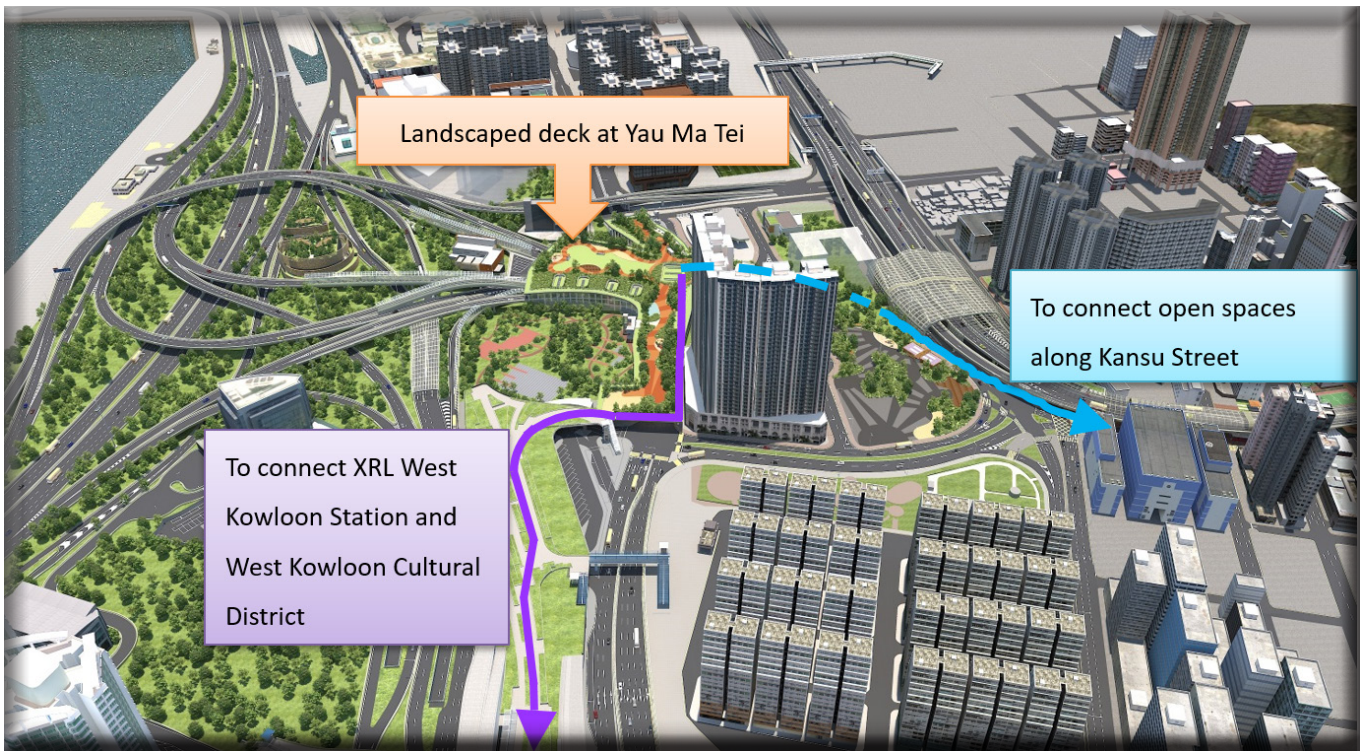 Landscaped deck at Yau Ma Tei
To connect open spaces
along Kansu Street
To connect XRL West
Kowloon Station and
West Kowloon Cultural
District